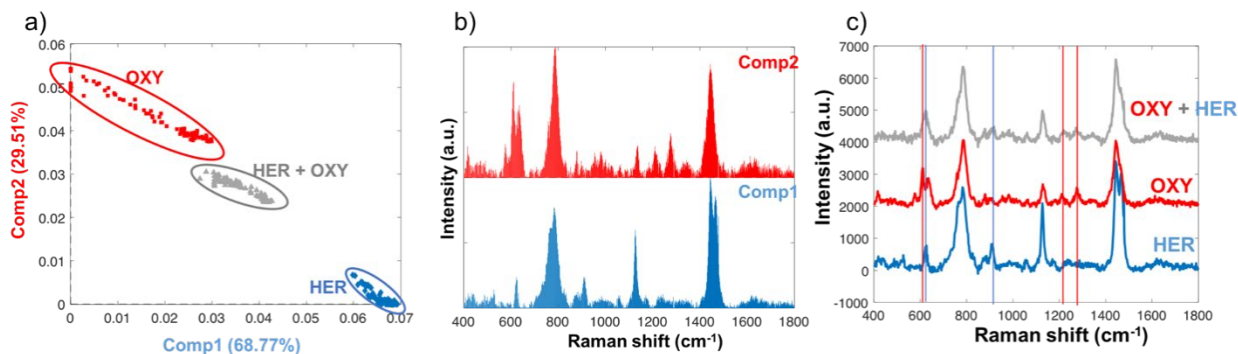 a)
0.06
0.05
0.04
0.03
0.02
0.01
0
Comp2 (29.51%)
OXY
HER + OXY
HER
0
0.01
0.02
0.03
0.04
0.05
0.06
0.07
Comp1 (68.77%)
b)
Intensity (a.u.)
Comp2
Comp1
400
600
800
1000
1200
1400
1600
1800
Raman shift (cm⁻¹)
c)
7000
6000
5000
4000
3000
2000
1000
0
-1000
Intensity (a.u.)
OXY + HER
OXY
HER
400
600
800
1000
1200
1400
1600
1800
Raman shift (cm⁻¹)